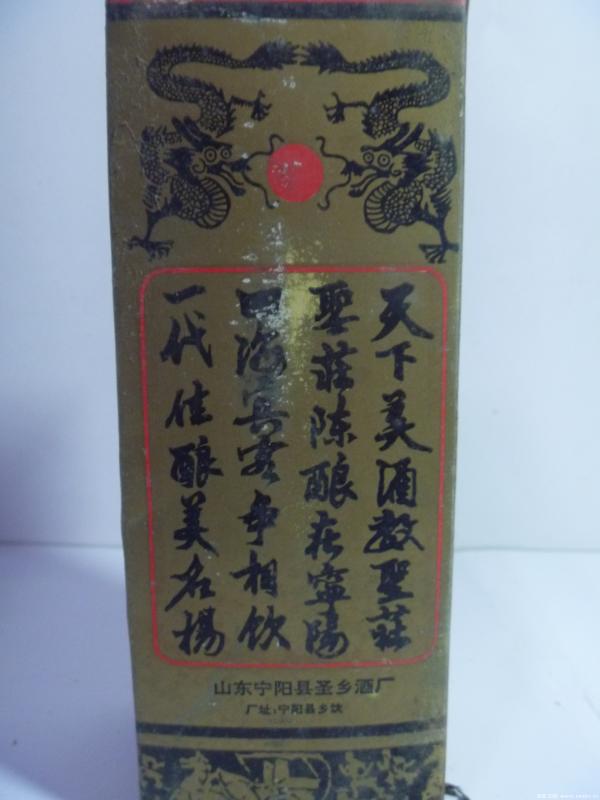 天下美酒数聖莊
聖莊陈酿在寧陽
四海宾客争相饮
一代佳酿美名揚
山东宁阳县圣乡酒厂
厂址:宁阳县乡饮